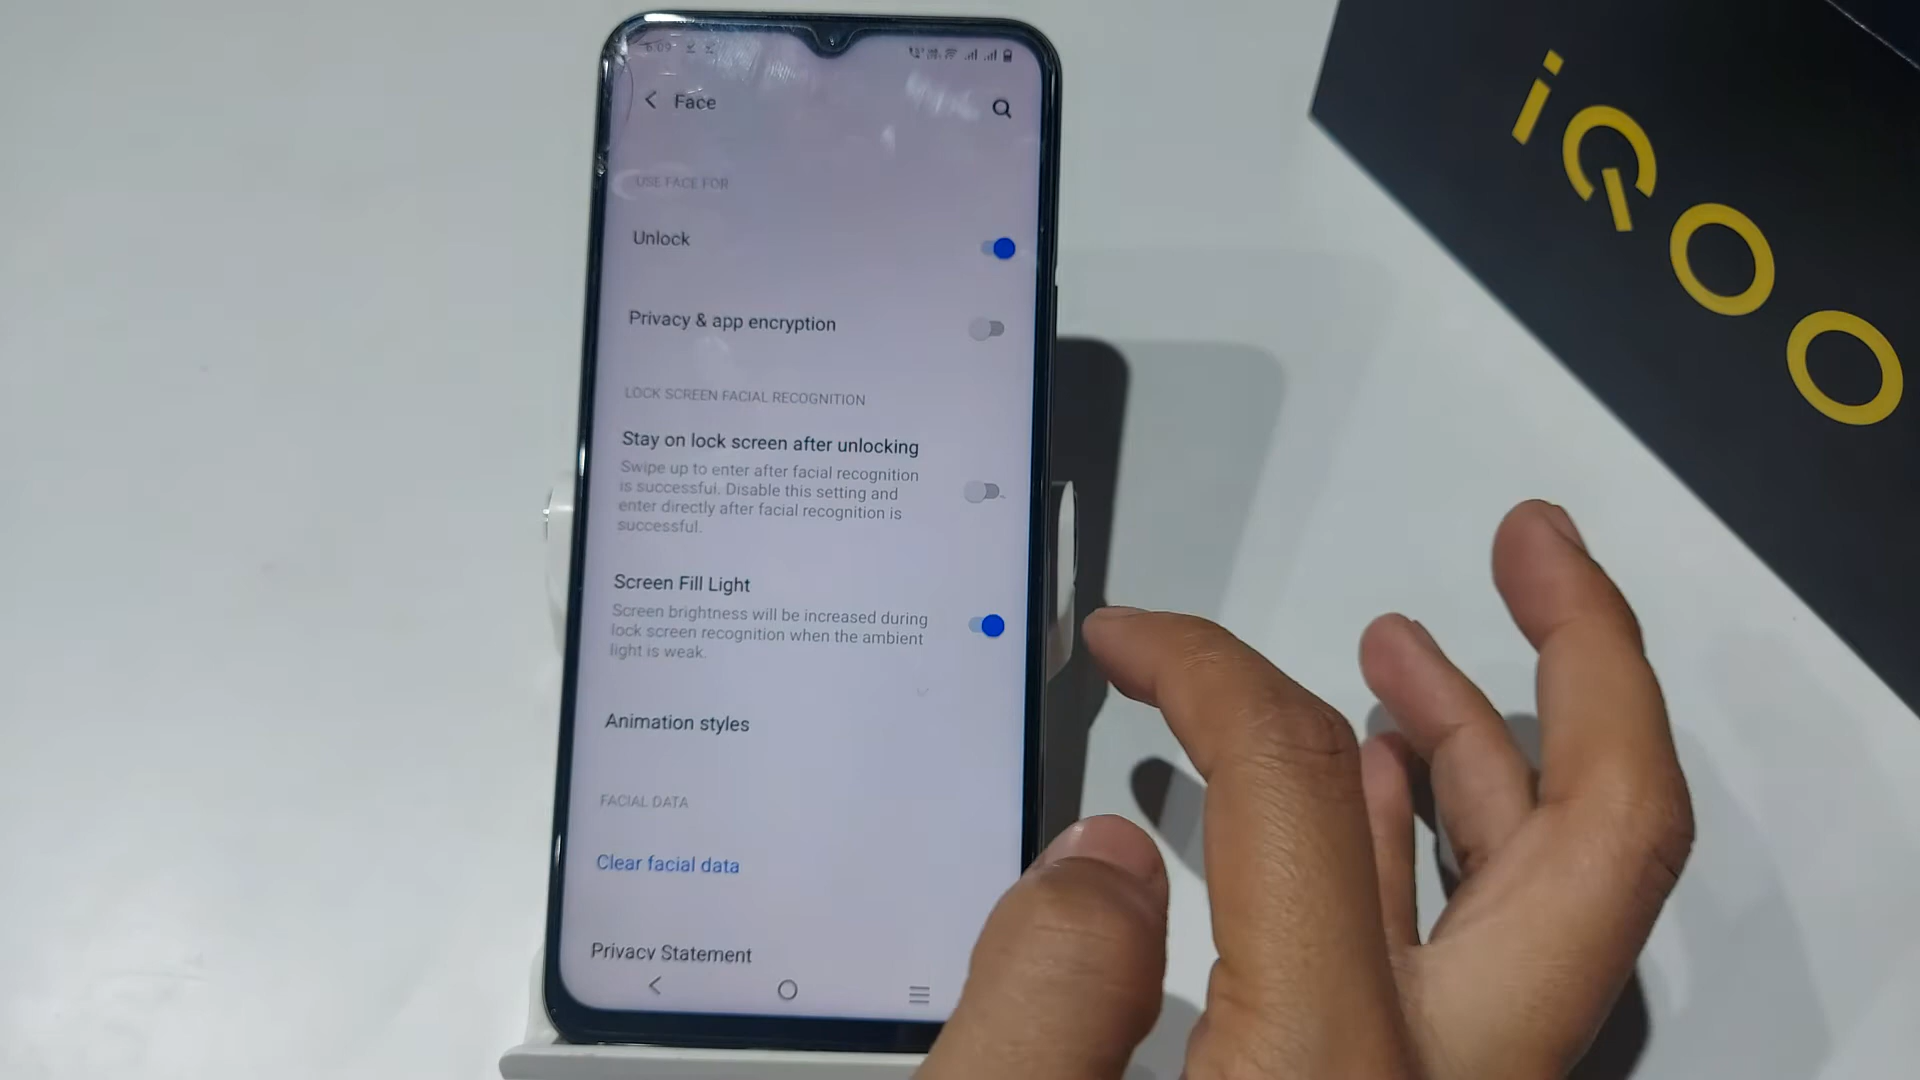 6:09
Face
USE FACE FOR
Unlock
Privacy & app encryption
LOCK SCREEN FACIAL RECOGNITION
Stay on lock screen after unlocking
Swipe up to enter after facial recognition
is successful. Disable this setting and
enter directly after facial recognition is
successful.
Screen Fill Light
Screen brightness will be increased during
lock screen recognition when the ambient
light is weak.
Animation styles
FACIAL DATA
Clear facial data
Privacy Statement
iQOO